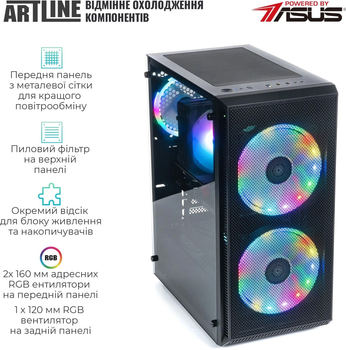 ARTLINE
ВІДМІННЕ ОХОЛОДЖЕННЯ
КОМПОНЕНТІВ
POWERED BY
ASUS
Передня панель
з металевої сітки
для кращого
повітрообміну
Пиловий фільтр
на верхній
панелі
Окремий відсік
для блоку живлення
та накопичувачів
RGB
2x 160 мм адресних
RGB вентилятори
на передній панелі
1 x 120 мм RGB
вентилятор
на задній панелі